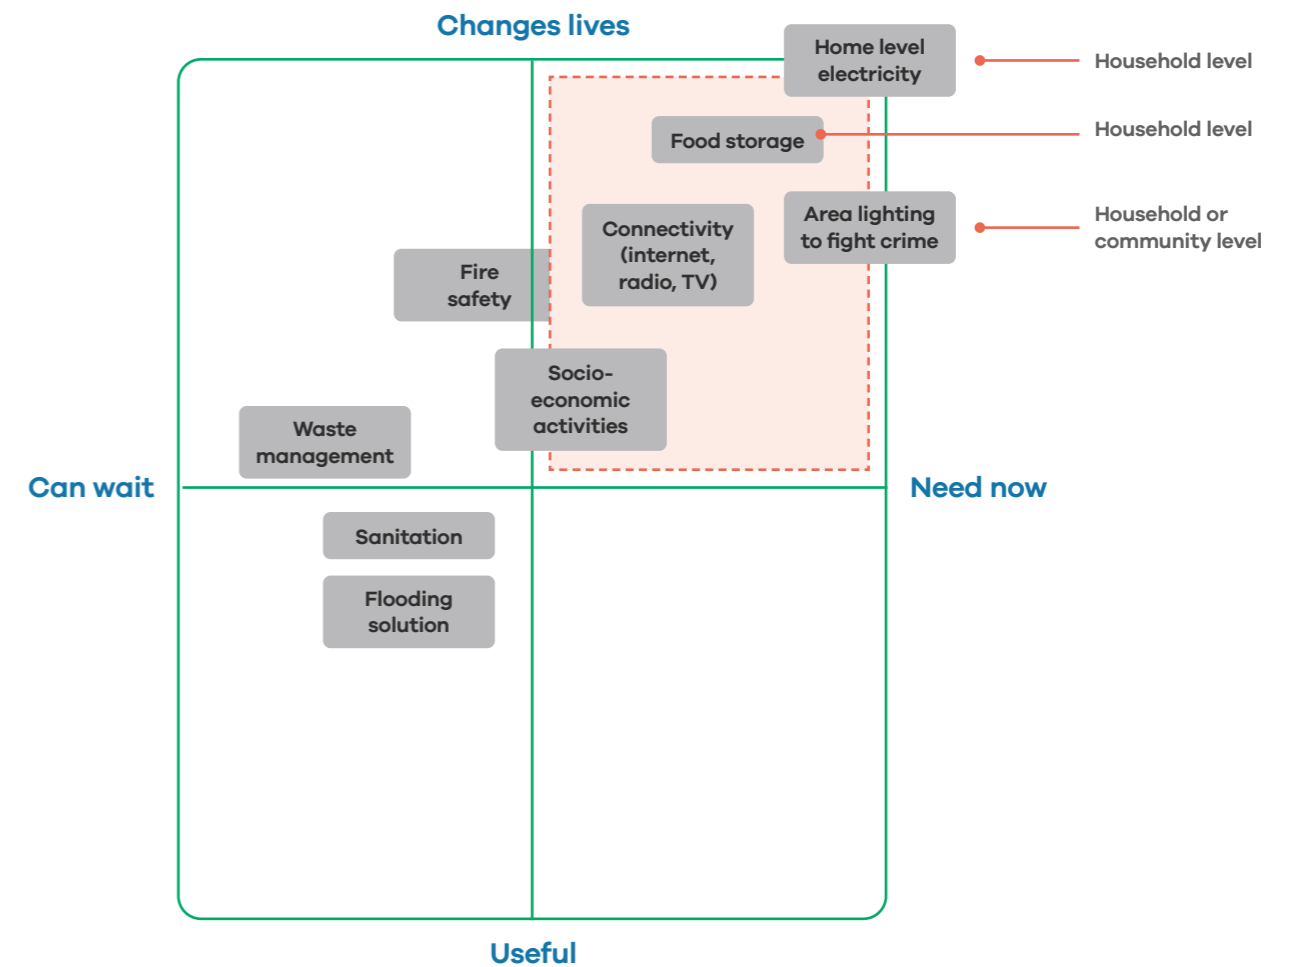 Changes lives
Home level
electricity
Household level
Food storage
Household level
Connectivity
(internet,
radio, TV)
Area lighting
to fight crime
Household or
community level
Fire
safety
Socio-
economic
activities
Waste
management
Can wait
Need now
Sanitation
Flooding
solution
Useful